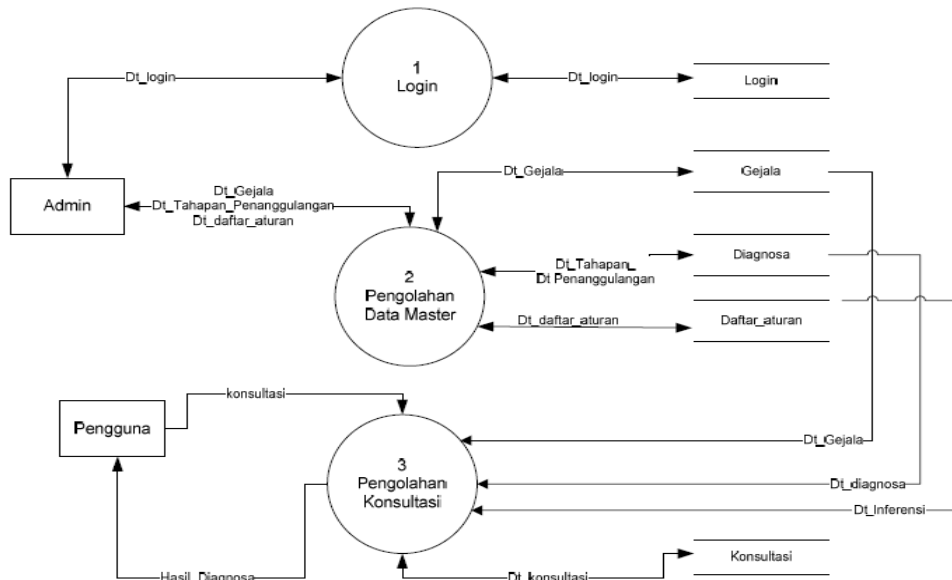 1
Login
Dt_login
Dt_login
Login
Admin
Dt_Gejala
Dt_Tahapan_Penanggulangan
Dt_daftar_aturan
Dt_Gejala
Gejala
2
Pengolahan
Data Master
Dt_Tahapan_
Dt Penanggulangan
Diagnosa
Dt_daftar_aturan
Daftar_aturan
Pengguna
konsultasi
3
Pengolahan
Konsultasi
Dt_Gejala
Dt_diagnosa
Dt_Inferensi
Hasil_Diagnosa
Dt_konsultasi
Konsultasi